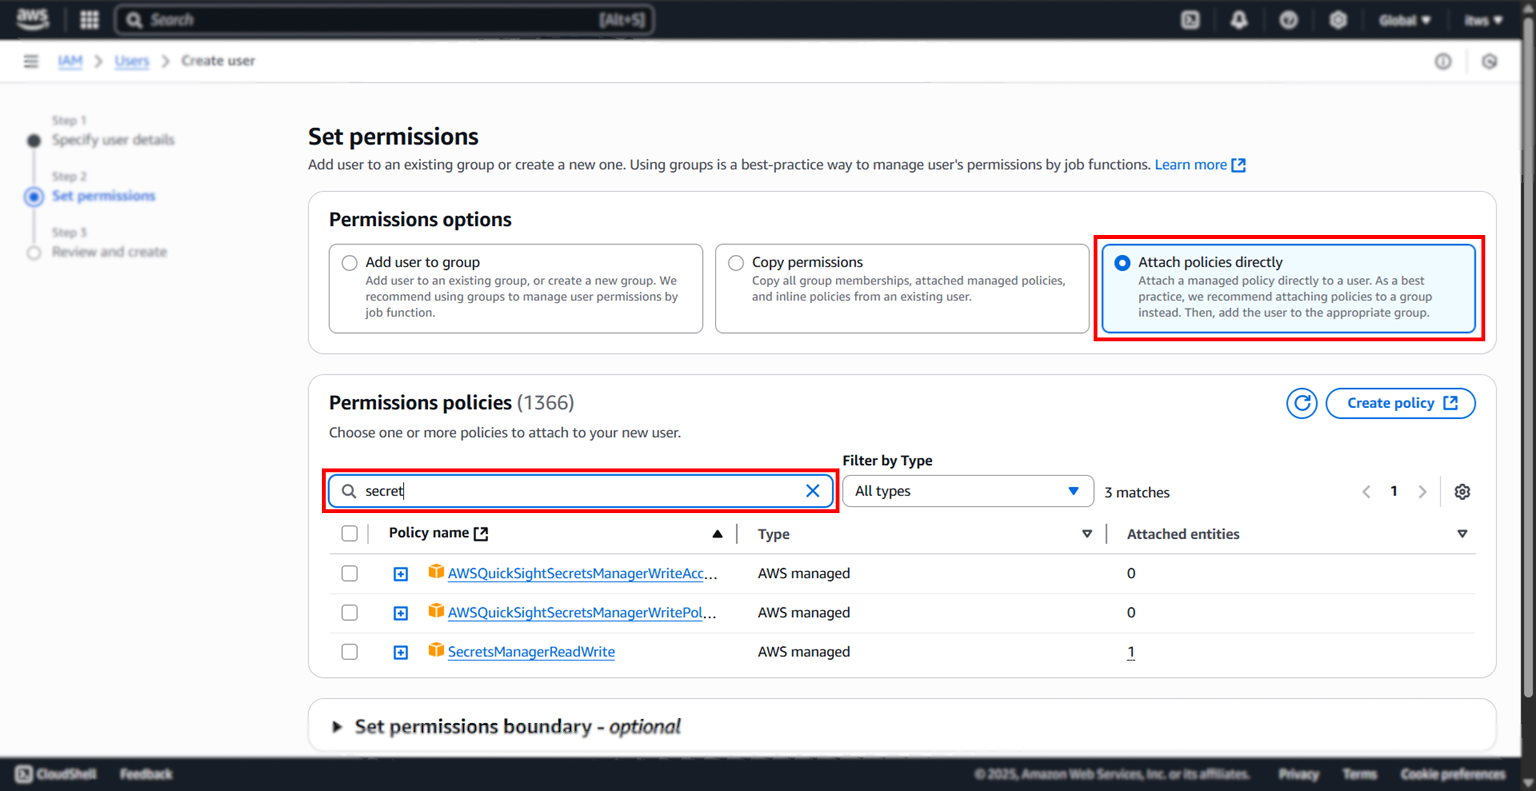 aws
Search
[Alt+S]
Global
itws
IAM
Users
Create user
Step 1
Specify user details
Step 2
Set permissions
Step 3
Review and create
Set permissions
Add user to an existing group or create a new one. Using groups is a best-practice way to manage user's permissions by job functions. Learn more
Permissions options
Add user to group
Add user to an existing group, or create a new group. We
recommend using groups to manage user permissions by
job function.
Copy permissions
Copy all group memberships, attached managed policies,
and inline policies from an existing user.
Attach policies directly
Attach a managed policy directly to a user. As a best
practice, we recommend attaching policies to a group
instead. Then, add the user to the appropriate group.
Permissions policies (1366)
Create policy
Choose one or more policies to attach to your new user.
Filter by Type
secret
All types
3 matches
1
Policy name
Type
Attached entities
AWSQuickSightSecretsManagerWriteAcc...
AWS managed
0
AWSQuickSightSecretsManagerWritePol...
AWS managed
0
SecretsManagerReadWrite
AWS managed
1
Set permissions boundary - optional
CloudShell
Feedback
© 2025, Amazon Web Services, Inc. or its affiliates.
Privacy
Terms
Cookie preferences